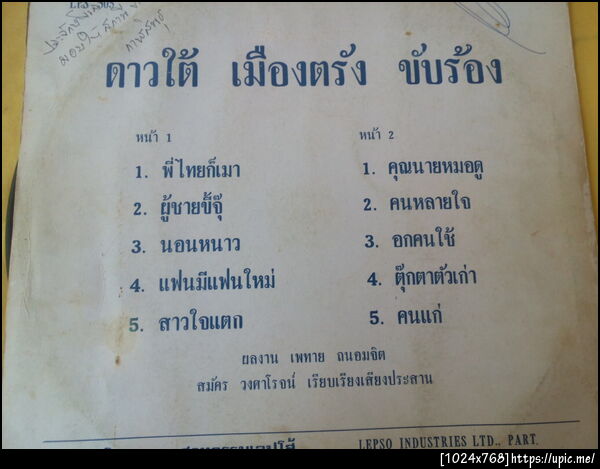 ดาวใต้ เมืองตรัง ขับร้อง
หน้า 1
1. พี่ไทยก็เมา
2. ผู้ชายขี้จุ๊
3. นอนหนาว
4. แฟนมีแฟนใหม่
5. สาวใจแตก
หน้า 2
1. คุณนายหมอดู
2. คนหลายใจ
3. อกคนใช้
4. ตุ๊กตาตัวเก่า
5. คนแก่
ผลงาน เพทาย ถนอมจิต
สมัคร วงคาโรจน์ เรียบเรียงเสียงประสาน
LEPSO INDUSTRIES LTD., PART.
[1024x768]https://upic.me/